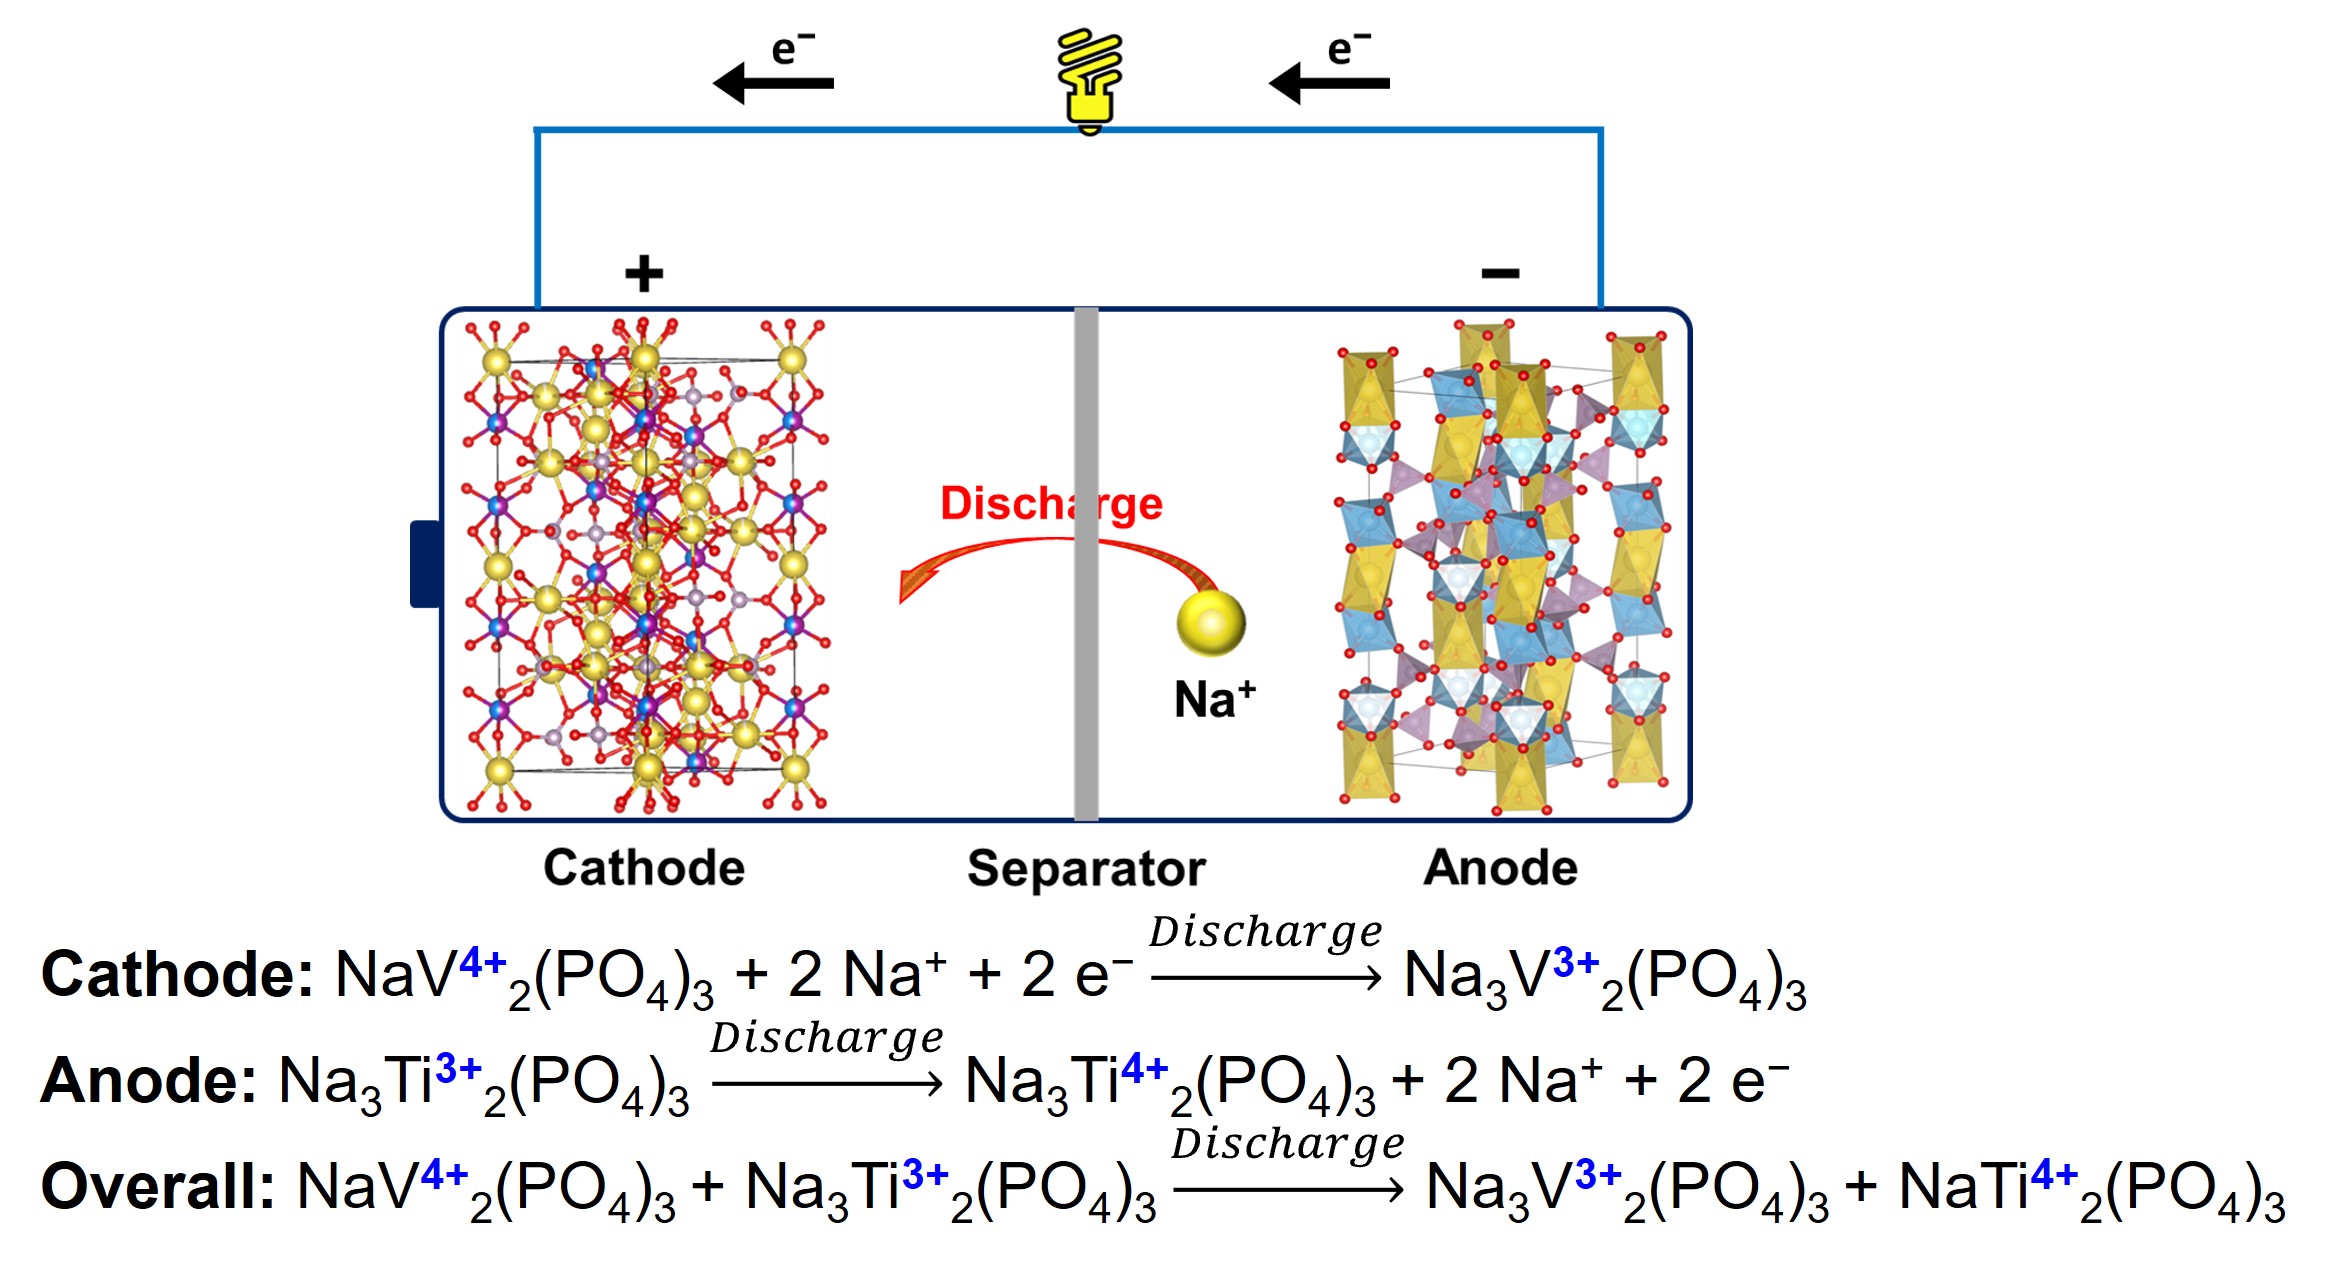 e⁻ e⁻
+ −
Discharge
Na⁺
Cathode Separator Anode
Cathode: NaV⁴⁺₂(PO₄)₃ + 2 Na⁺ + 2 e⁻ Discharge⟶ Na₃V³⁺₂(PO₄)₃
Anode: Na₃Ti³⁺₂(PO₄)₃ Discharge⟶ Na₃Ti⁴⁺₂(PO₄)₃ + 2 Na⁺ + 2 e⁻
Overall: NaV⁴⁺₂(PO₄)₃ + Na₃Ti³⁺₂(PO₄)₃ Discharge⟶ Na₃V³⁺₂(PO₄)₃ + NaTi⁴⁺₂(PO₄)₃